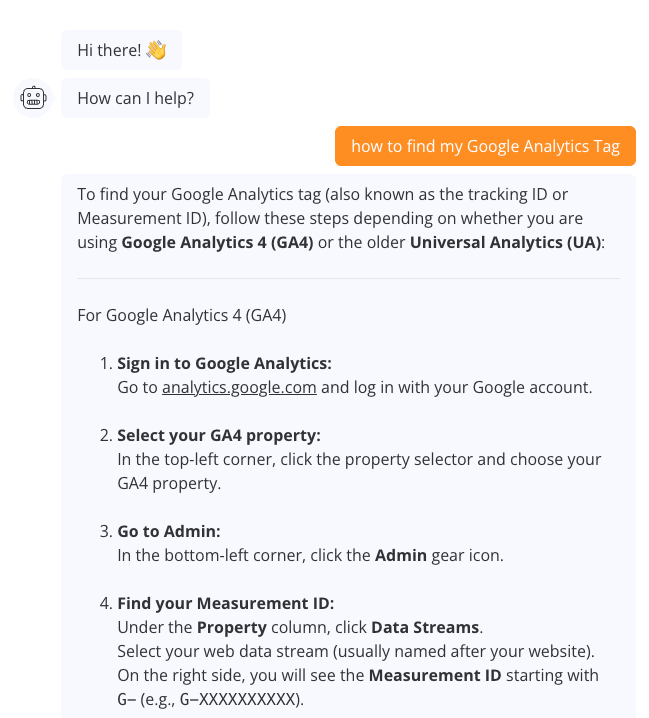 Hi there! 👋
How can I help?
how to find my Google Analytics Tag
To find your Google Analytics tag (also known as the tracking ID or
Measurement ID), follow these steps depending on whether you are
using Google Analytics 4 (GA4) or the older Universal Analytics (UA):
For Google Analytics 4 (GA4)
1. Sign in to Google Analytics:
Go to analytics.google.com and log in with your Google account.
2. Select your GA4 property:
In the top-left corner, click the property selector and choose your
GA4 property.
3. Go to Admin:
In the bottom-left corner, click the Admin gear icon.
4. Find your Measurement ID:
Under the Property column, click Data Streams.
Select your web data stream (usually named after your website).
On the right side, you will see the Measurement ID starting with
G– (e.g., G–XXXXXXXXXX).